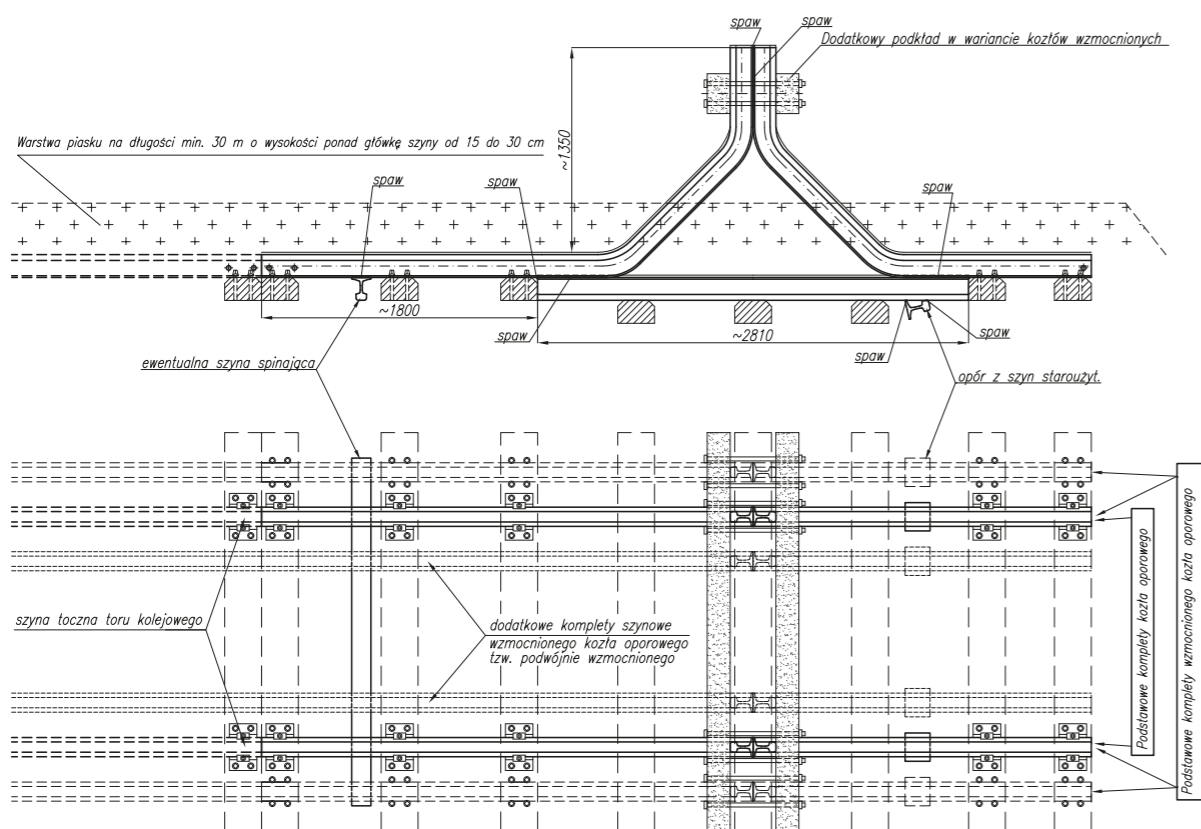 spaw
spaw
Dodatkowy podkład w wariancie kozłów wzmocnionych
~1350
Warstwa piasku na długości min. 30 m o wysokości ponad główkę szyny od 15 do 30 cm
spaw
spaw
spaw
~1800
spaw
~2810
spaw
spaw
ewentualna szyna spinająca
opór z szyn staroużyt.
szyna toczna toru kolejowego
dodatkowe komplety szynowe
wzmocnionego kozła oporowego
tzw. podwójnie wzmocnionego
Podstawowe komplety kozła oporowego
Podstawowe komplety wzmocnionego kozła oporowego